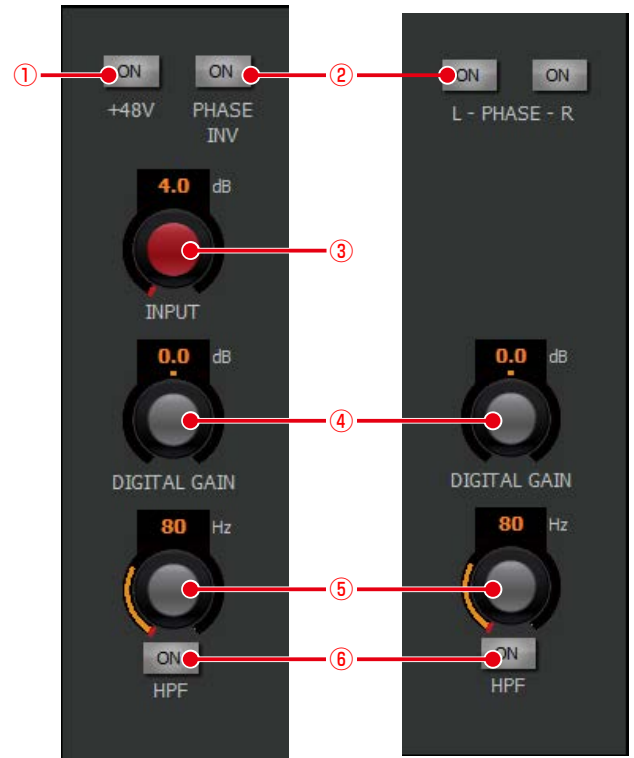 ① ON ON ② ON ON
+48V PHASE INV L - PHASE - R
4.0 dB
③
INPUT
0.0 dB 0.0 dB
④
DIGITAL GAIN DIGITAL GAIN
80 Hz 80 Hz
⑤
ON ⑥ ON
HPF HPF